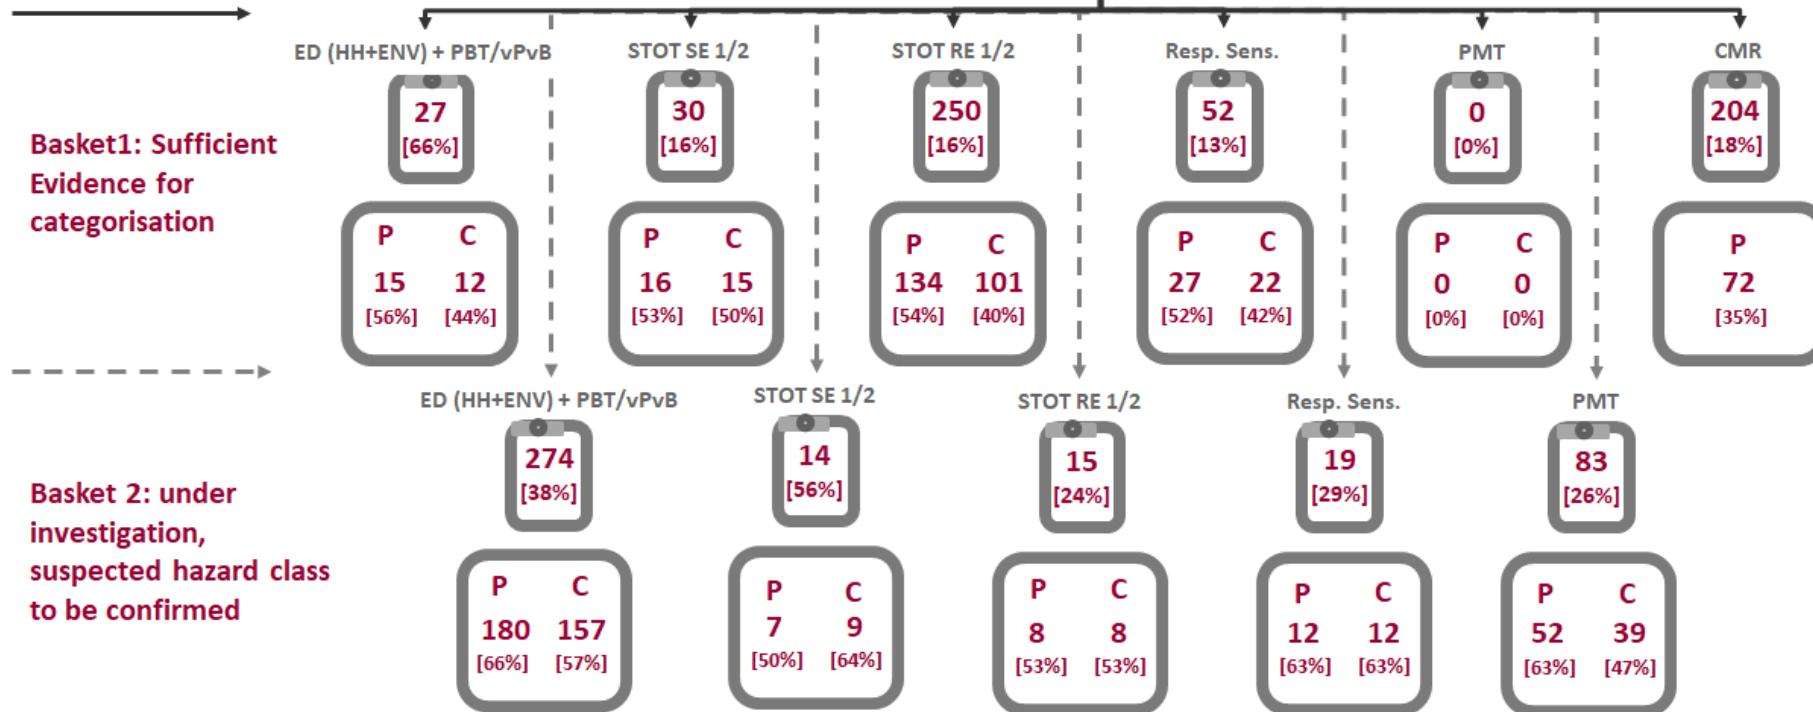 ED (HH+ENV) + PBT/vPvB
STOT SE 1/2
STOT RE 1/2
Resp. Sens.
PMT
CMR
Basket1: Sufficient
Evidence for
categorisation
27
[66%]
30
[16%]
250
[16%]
52
[13%]
0
[0%]
204
[18%]
P C
15 12
[56%] [44%]
P C
16 15
[53%] [50%]
P C
134 101
[54%] [40%]
P C
27 22
[52%] [42%]
P C
0 0
[0%] [0%]
P
72
[35%]
ED (HH+ENV) + PBT/vPvB
STOT SE 1/2
STOT RE 1/2
Resp. Sens.
PMT
Basket 2: under
investigation,
suspected hazard class
to be confirmed
274
[38%]
14
[56%]
15
[24%]
19
[29%]
83
[26%]
P C
180 157
[66%] [57%]
P C
7 9
[50%] [64%]
P C
8 8
[53%] [53%]
P C
12 12
[63%] [63%]
P C
52 39
[63%] [47%]